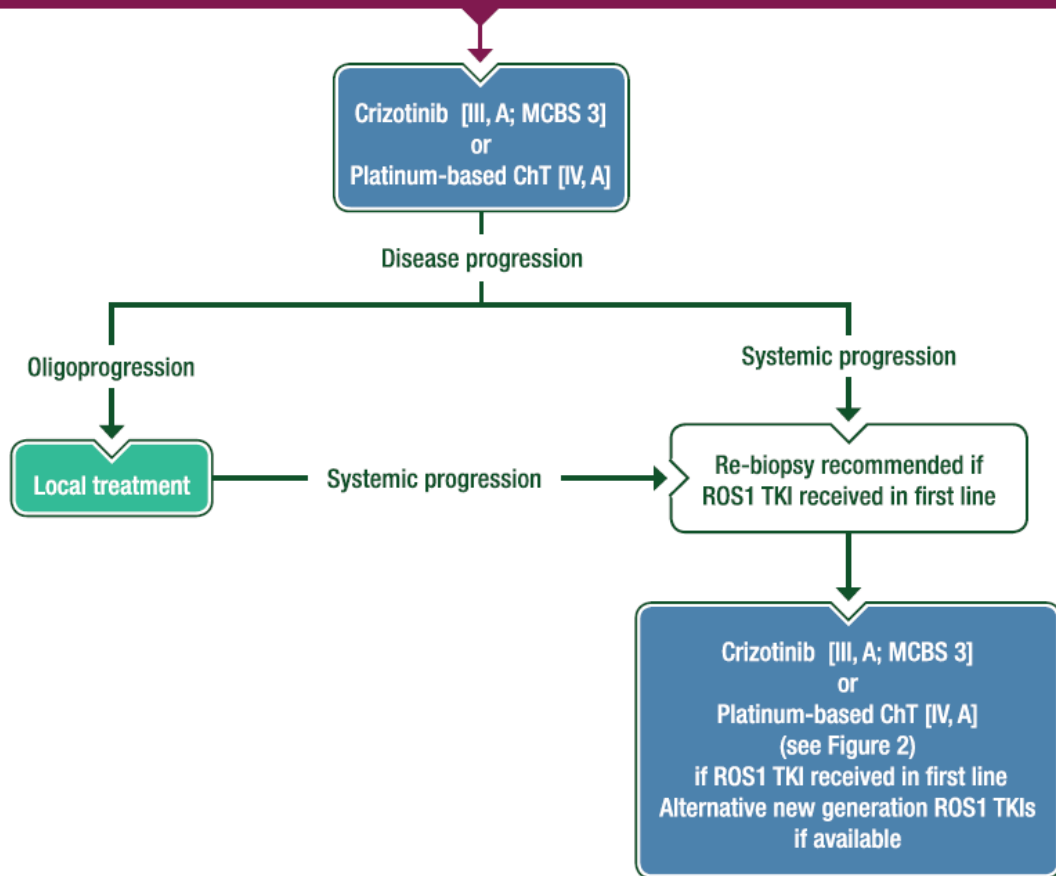 Crizotinib [III, A; MCBS 3]
or
Platinum-based ChT [IV, A]
Disease progression
Oligoprogression
Systemic progression
Local treatment
Systemic progression
Re-biopsy recommended if
ROS1 TKI received in first line
Crizotinib [III, A; MCBS 3]
or
Platinum-based ChT [IV, A]
(see Figure 2)
if ROS1 TKI received in first line
Alternative new generation ROS1 TKIs
if available